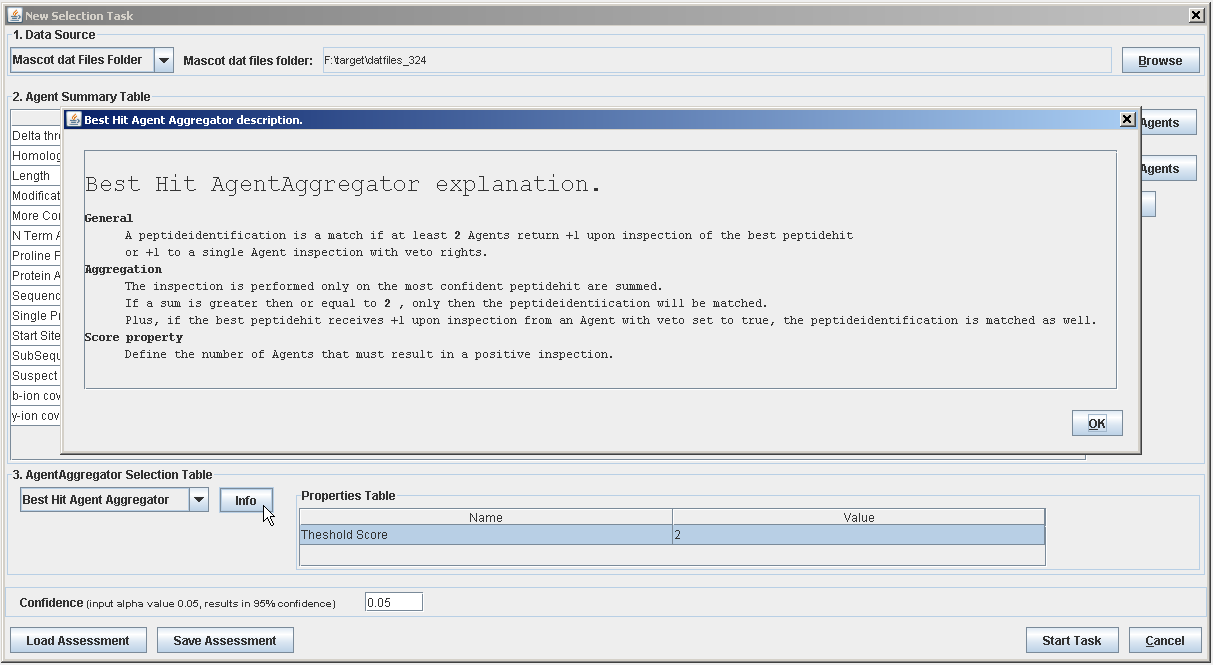 New Selection Task
1. Data Source
Mascot dat Files Folder
Mascot dat files folder:
F:\target\datfiles_324
Browse
2. Agent Summary Table
Best Hit Agent Aggregator description.
Best Hit AgentAggregator explanation.
General
A peptideidentification is a match if at least 2 Agents return +1 upon inspection of the best peptidehit
or +1 to a single Agent inspection with veto rights.
Aggregation
The inspection is performed only on the most confident peptidehit are summed.
If a sum is greater then or equal to 2 , only then the peptideidentiication will be matched.
Plus, if the best peptidehit receives +1 upon inspection from an Agent with veto set to true, the peptideidentification is matched as well.
Score property
Define the number of Agents that must result in a positive inspection.
OK
Agents
Agents
Delta thr
Homolog
Length
Modificat
More Co
N Term A
Proline P
Protein A
Sequenc
Single Pr
Start Site
SubSequ
Suspect
b-ion cov
y-ion cov
3. AgentAggregator Selection Table
Best Hit Agent Aggregator
Info
Properties Table
Name
Value
Theshold Score
2
Confidence (input alpha value 0.05, results in 95% confidence)
0.05
Load Assessment
Save Assessment
Start Task
Cancel